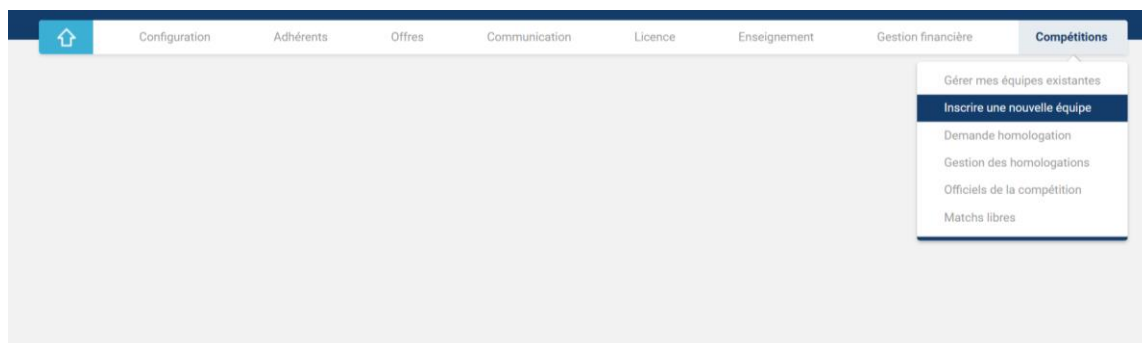 Configuration Adhérents Offres Communication Licence Enseignement Gestion financière Compétitions
Gérer mes équipes existantes
Inscrire une nouvelle équipe
Demande homologation
Gestion des homologations
Officiels de la compétition
Matchs libres